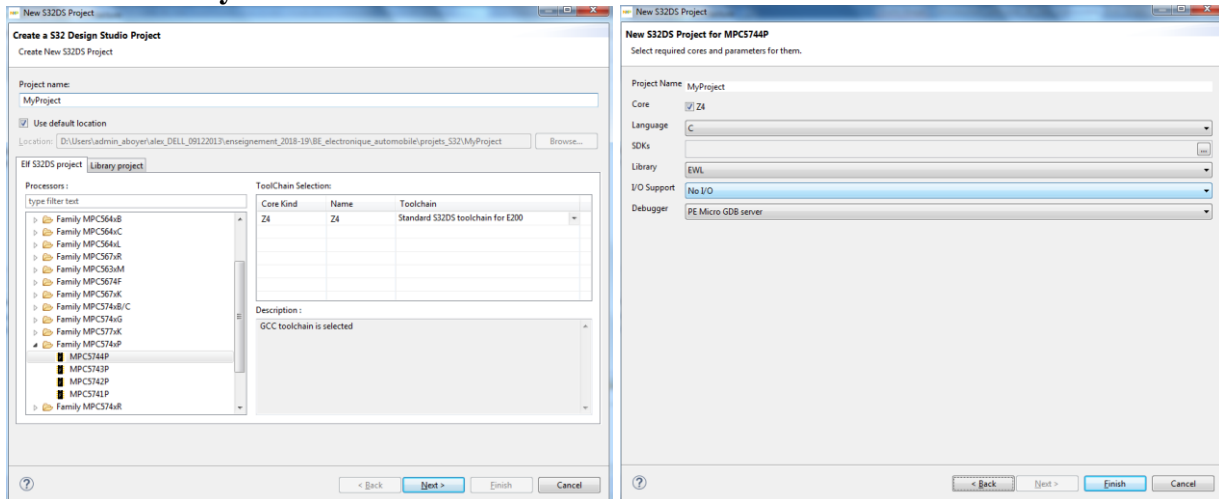 New S32DS Project
Create a S32 Design Studio Project
Create New S32DS Project
Project name:
MyProject
Use default location
Location: D:\Users\admin_aboyer\alex_DELL_09122013\enseignement_2018-19\BE_electronique_automobile\projets_S32\MyProject Browse...
Elf S32DS project Library project
Processors :
type filter text
Family MPC564xB
Family MPC564xC
Family MPC564xL
Family MPC567xR
Family MPC563xM
Family MPC5674F
Family MPC567xK
Family MPC574xB/C
Family MPC574xG
Family MPC577xK
Family MPC574xP
MPC5744P
MPC5743P
MPC5742P
MPC5741P
Family MPC574xR
ToolChain Selection:
Core Kind Name Toolchain
Z4 Z4 Standard S32DS toolchain for E200
Description :
GCC toolchain is selected
? < Back Next > Finish Cancel
New S32DS Project
New S32DS Project for MPC5744P
Select required cores and parameters for them.
Project Name MyProject
Core Z4
Language C
SDKs ...
Library EWL
I/O Support No I/O
Debugger PE Micro GDB server
? < Back Next > Finish Cancel